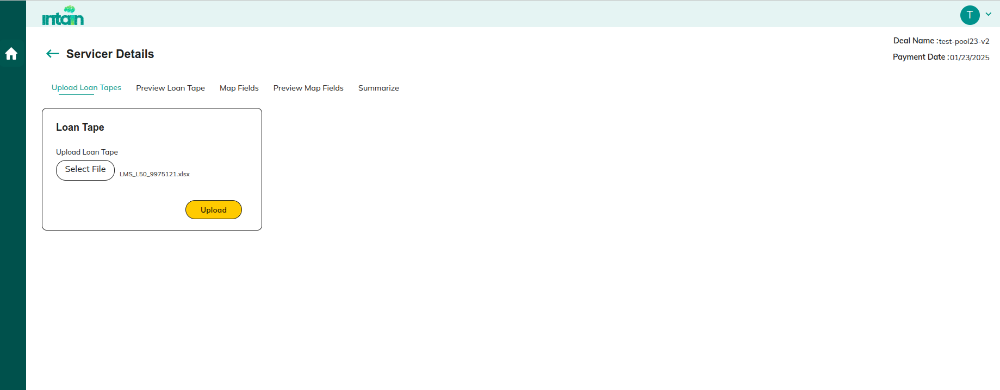 intain
T
Deal Name : test-pool23-v2
Payment Date : 01/23/2025
Servicer Details
Upload Loan Tapes Preview Loan Tape Map Fields Preview Map Fields Summarize
Loan Tape
Upload Loan Tape
Select File LMS_L50_9975121.xlsx
Upload